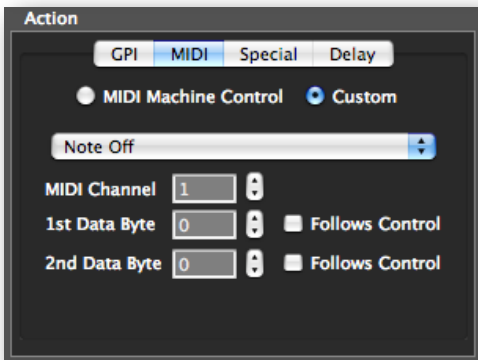 Action
GPI MIDI Special Delay
MIDI Machine Control Custom
Note Off
MIDI Channel 1
1st Data Byte 0 Follows Control
2nd Data Byte 0 Follows Control